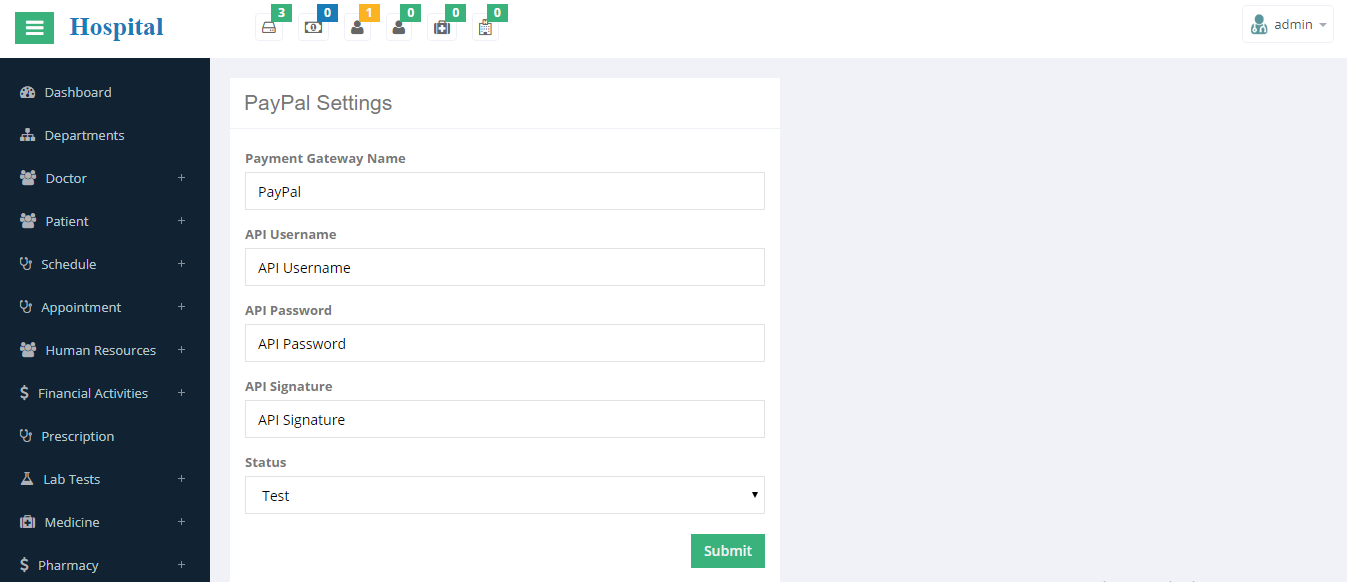 Hospital
3 0 1 0 0 0
admin
Dashboard
Departments
Doctor +
Patient +
Schedule +
Appointment +
Human Resources +
$ Financial Activities +
Prescription
Lab Tests +
Medicine +
$ Pharmacy +
PayPal Settings
Payment Gateway Name
PayPal
API Username
API Username
API Password
API Password
API Signature
API Signature
Status
Test
Submit